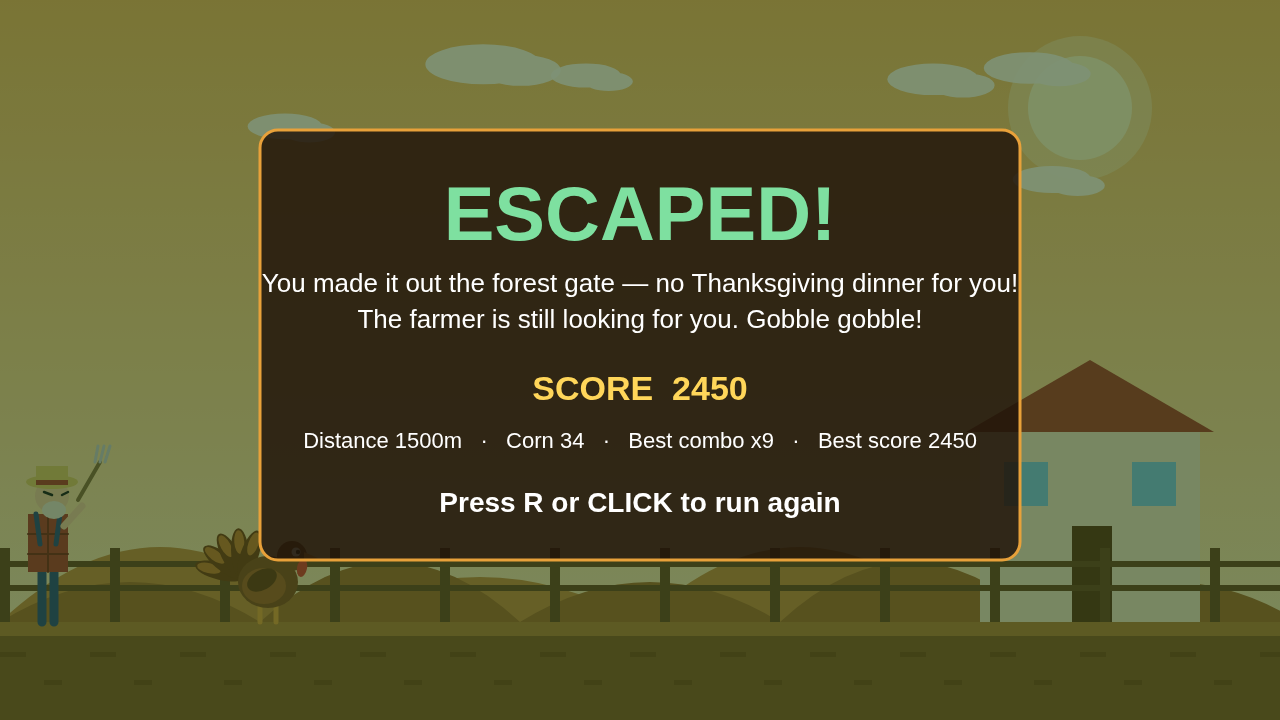 ESCAPED!
You made it out the forest gate — no Thanksgiving dinner for you!
The farmer is still looking for you. Gobble gobble!
SCORE 2450
Distance 1500m · Corn 34 · Best combo x9 · Best score 2450
Press R or CLICK to run again